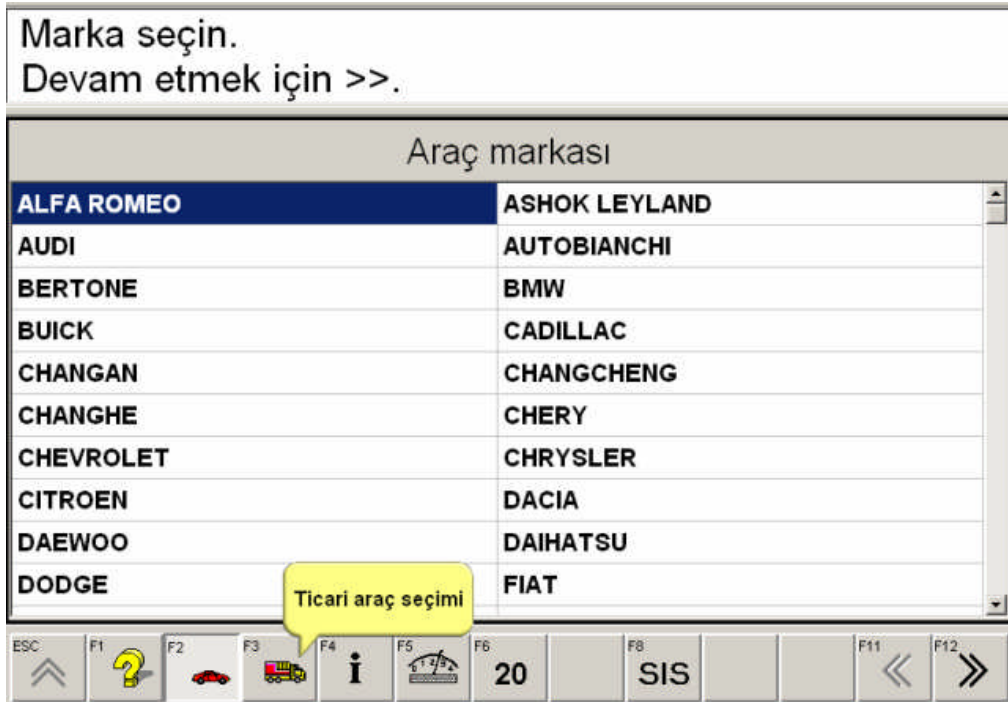 Marka seçin.
Devam etmek için >>.
Araç markası
ALFA ROMEO ASHOK LEYLAND
AUDI AUTOBIANCHI
BERTONE BMW
BUICK CADILLAC
CHANGAN CHANGCHENG
CHANGHE CHERY
CHEVROLET CHRYSLER
CITROEN DACIA
DAEWOO DAIHATSU
DODGE FIAT
Ticari araç seçimi
ESC F1 F2 F3 F4 F5 F6 F8 F11 F12
i 20 SIS